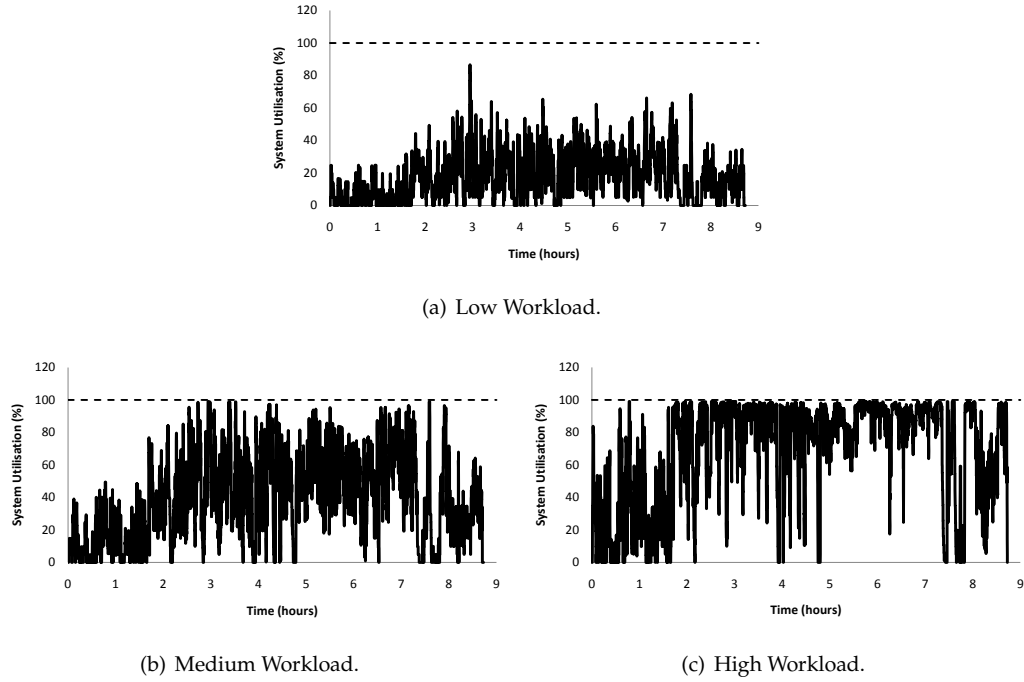 120
100
80
60
40
20
0
System Utilisation (%)
0 1 2 3 4 5 6 7 8 9
Time (hours)
(a) Low Workload.
120
100
80
60
40
20
0
System Utilisation (%)
0 1 2 3 4 5 6 7 8 9
Time (hours)
(b) Medium Workload.
120
100
80
60
40
20
0
System Utilisation (%)
0 1 2 3 4 5 6 7 8 9
Time (hours)
(c) High Workload.